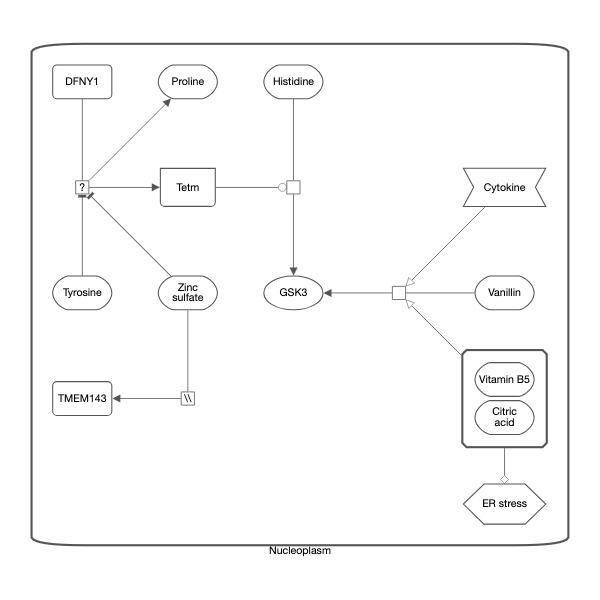 DFNY1
Proline
Histidine
?
Tetm
Cytokine
Tyrosine
Zinc
sulfate
GSK3
Vanillin
TMEM143
\\
Vitamin B5
Citric
acid
ER stress
Nucleoplasm